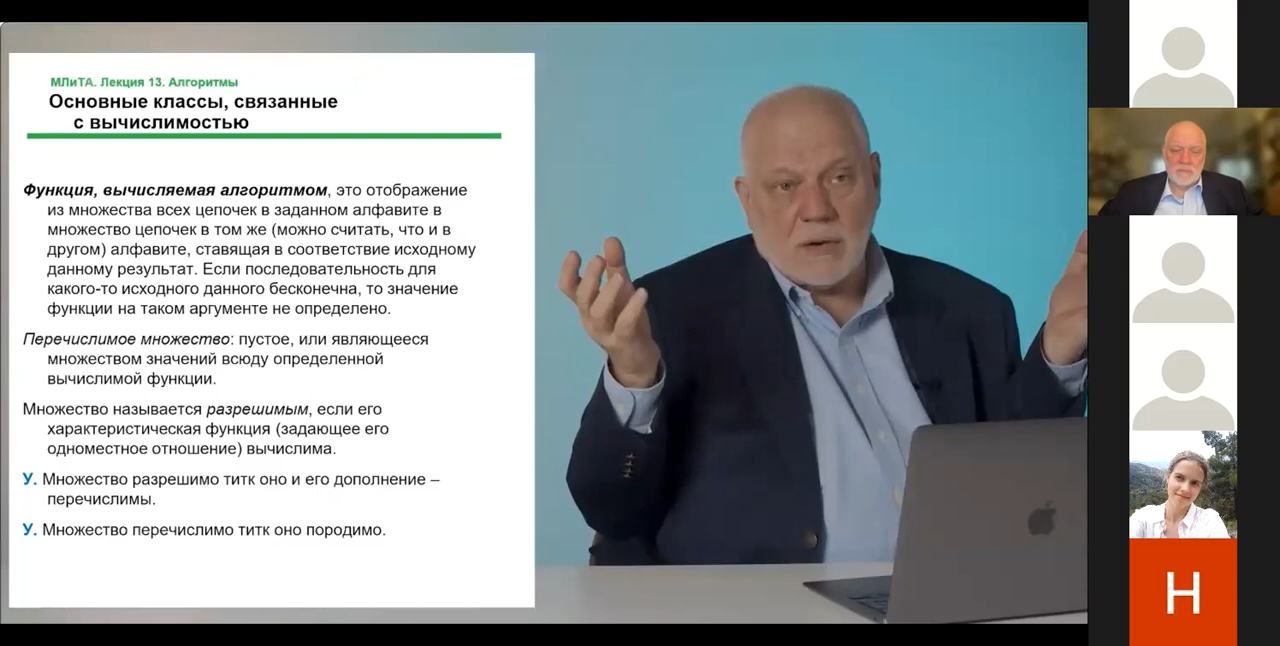 МЛиТА. Лекция 13. Алгоритмы
Основные классы, связанные
с вычислимостью
Функция, вычисляемая алгоритмом, это отображение
из множества всех цепочек в заданном алфавите в
множество цепочек в том же (можно считать, что и в
другом) алфавите, ставящая в соответствие исходному
данному результат. Если последовательность для
какого-то исходного данного бесконечна, то значение
функции на таком аргументе не определено.
Перечислимое множество: пустое, или являющееся
множеством значений всюду определенной
вычислимой функции.
Множество называется разрешимым, если его
характеристическая функция (задающее его
одноместное отношение) вычислима.
У. Множество разрешимо титк оно и его дополнение –
перечислимы.
У. Множество перечислимо титк оно породимо.
Н